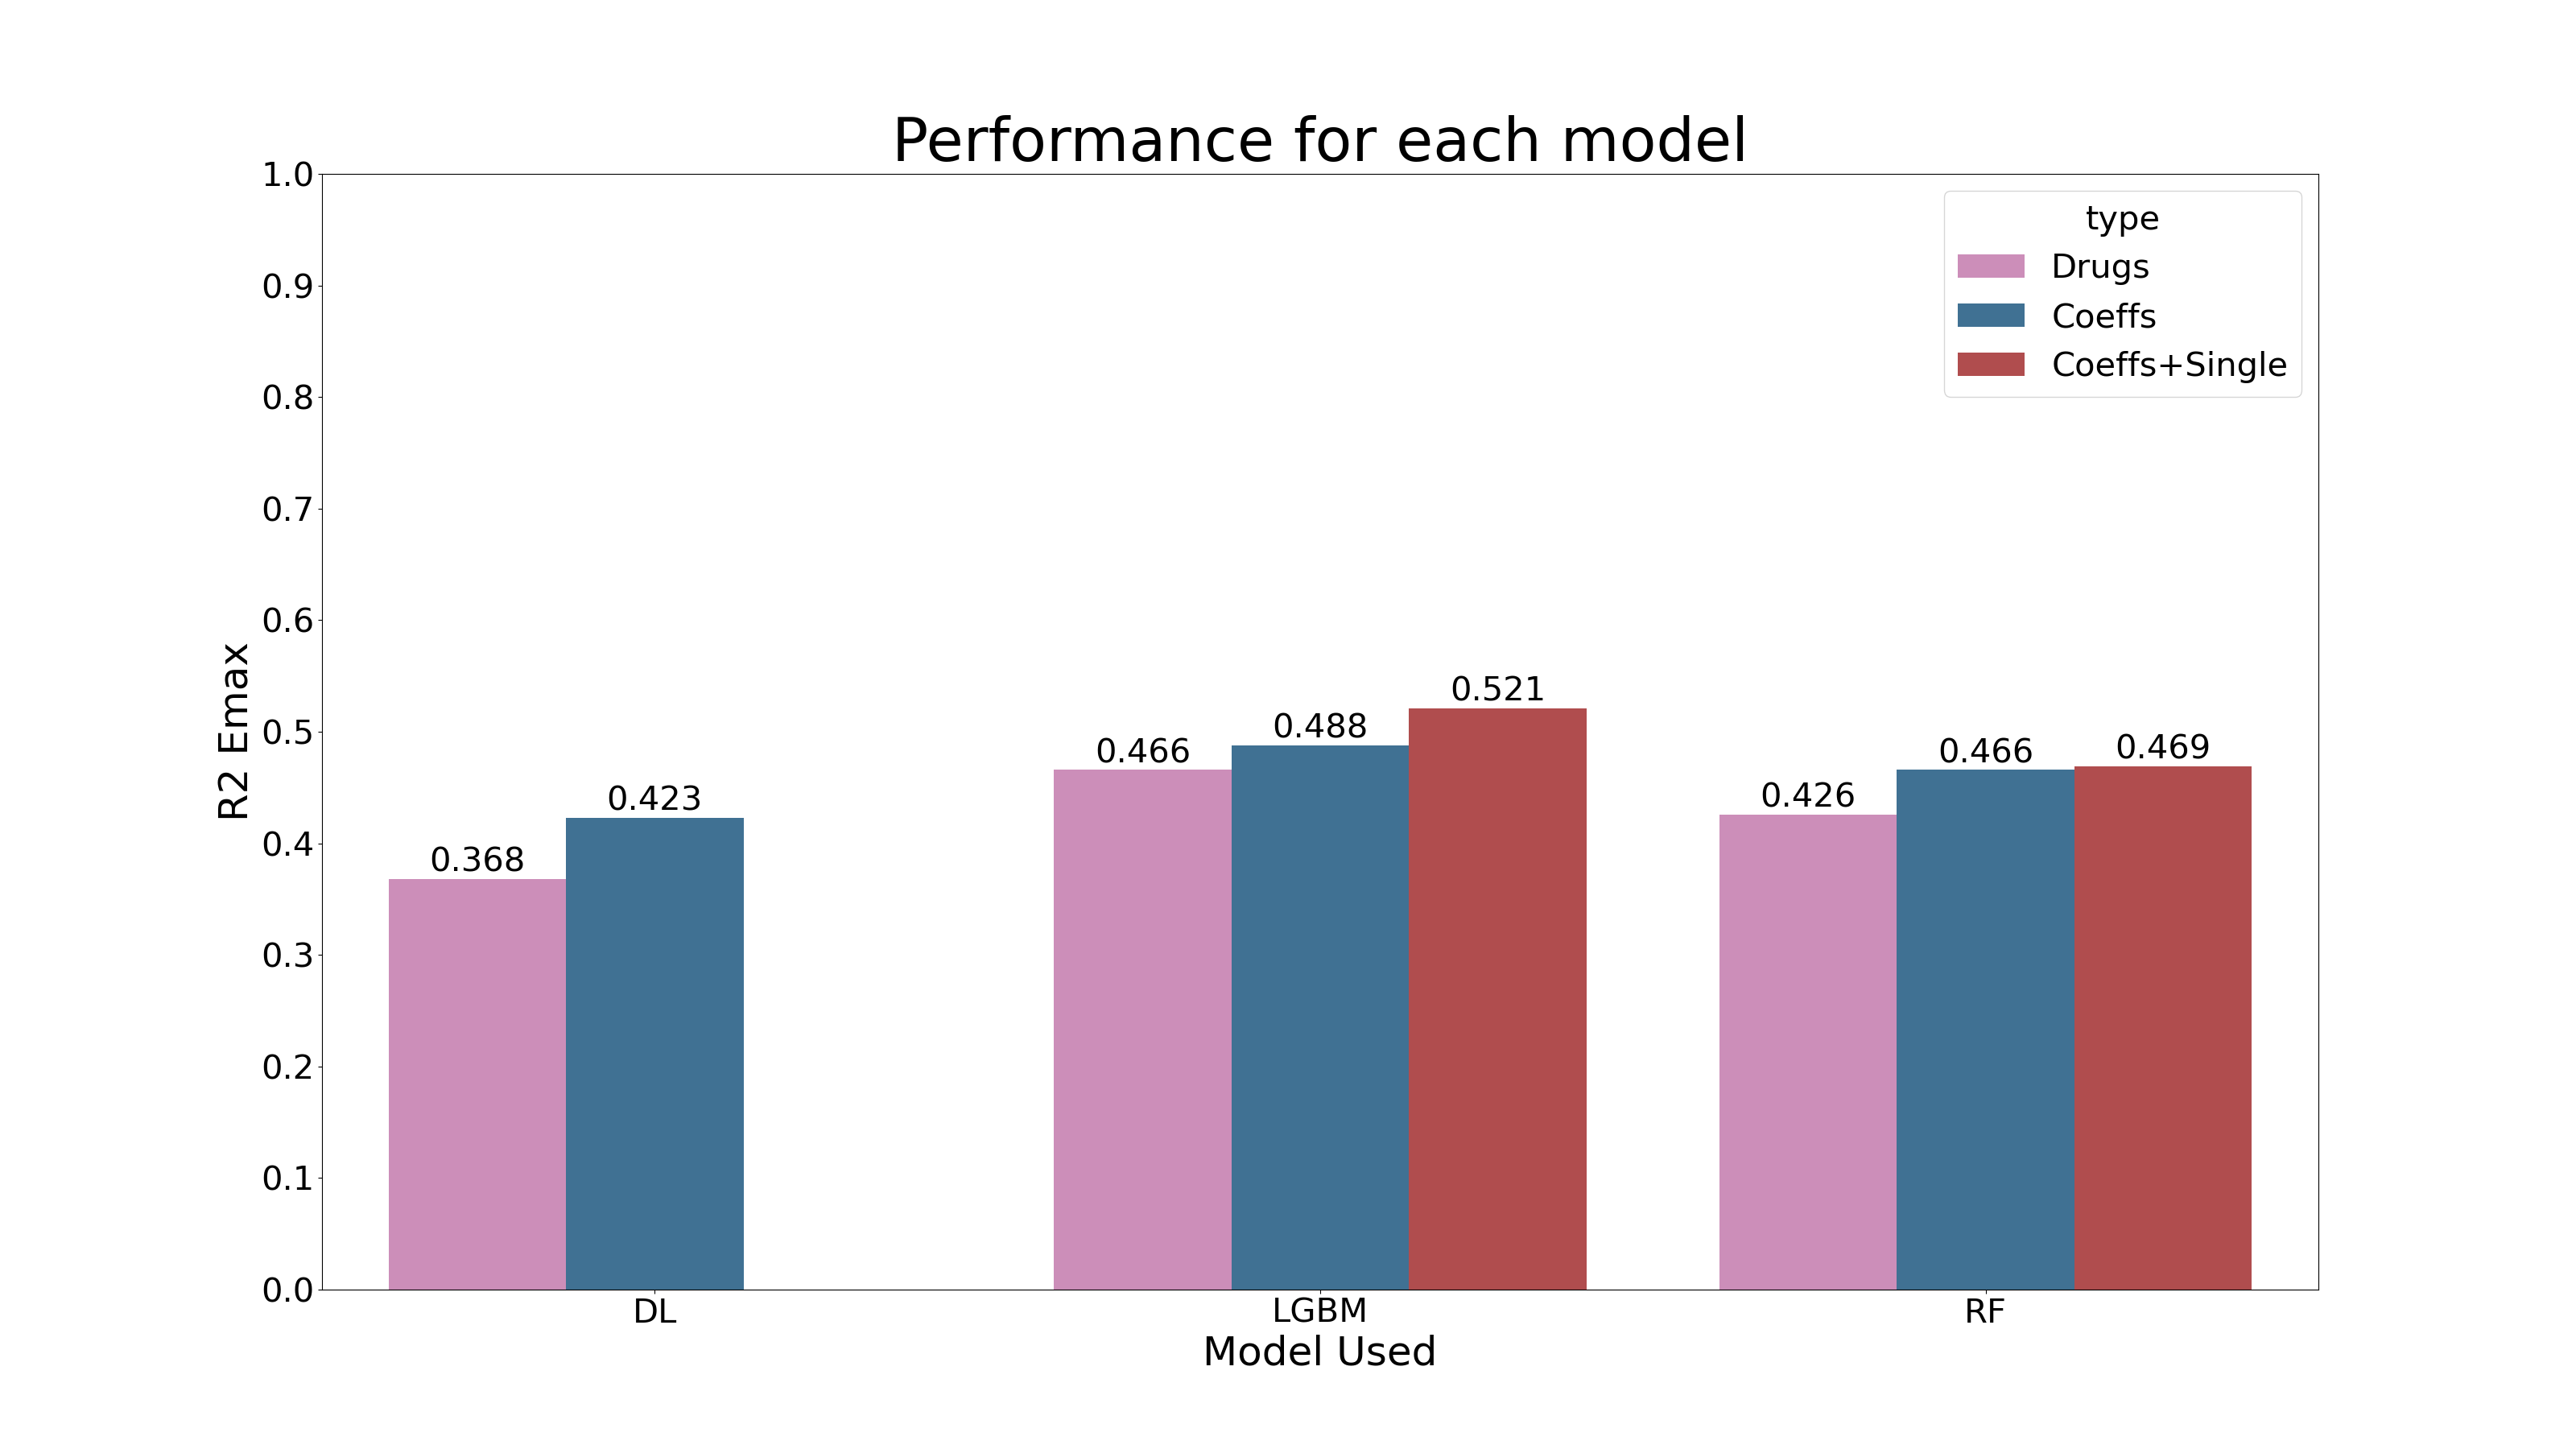 Performance for each model
1.0
0.9
0.8
0.7
0.6
0.5
0.4
0.3
0.2
0.1
0.0
R2 Emax
type
Drugs
Coeffs
Coeffs+Single
0.368
0.423
0.466
0.488
0.521
0.426
0.466
0.469
DL
LGBM
RF
Model Used